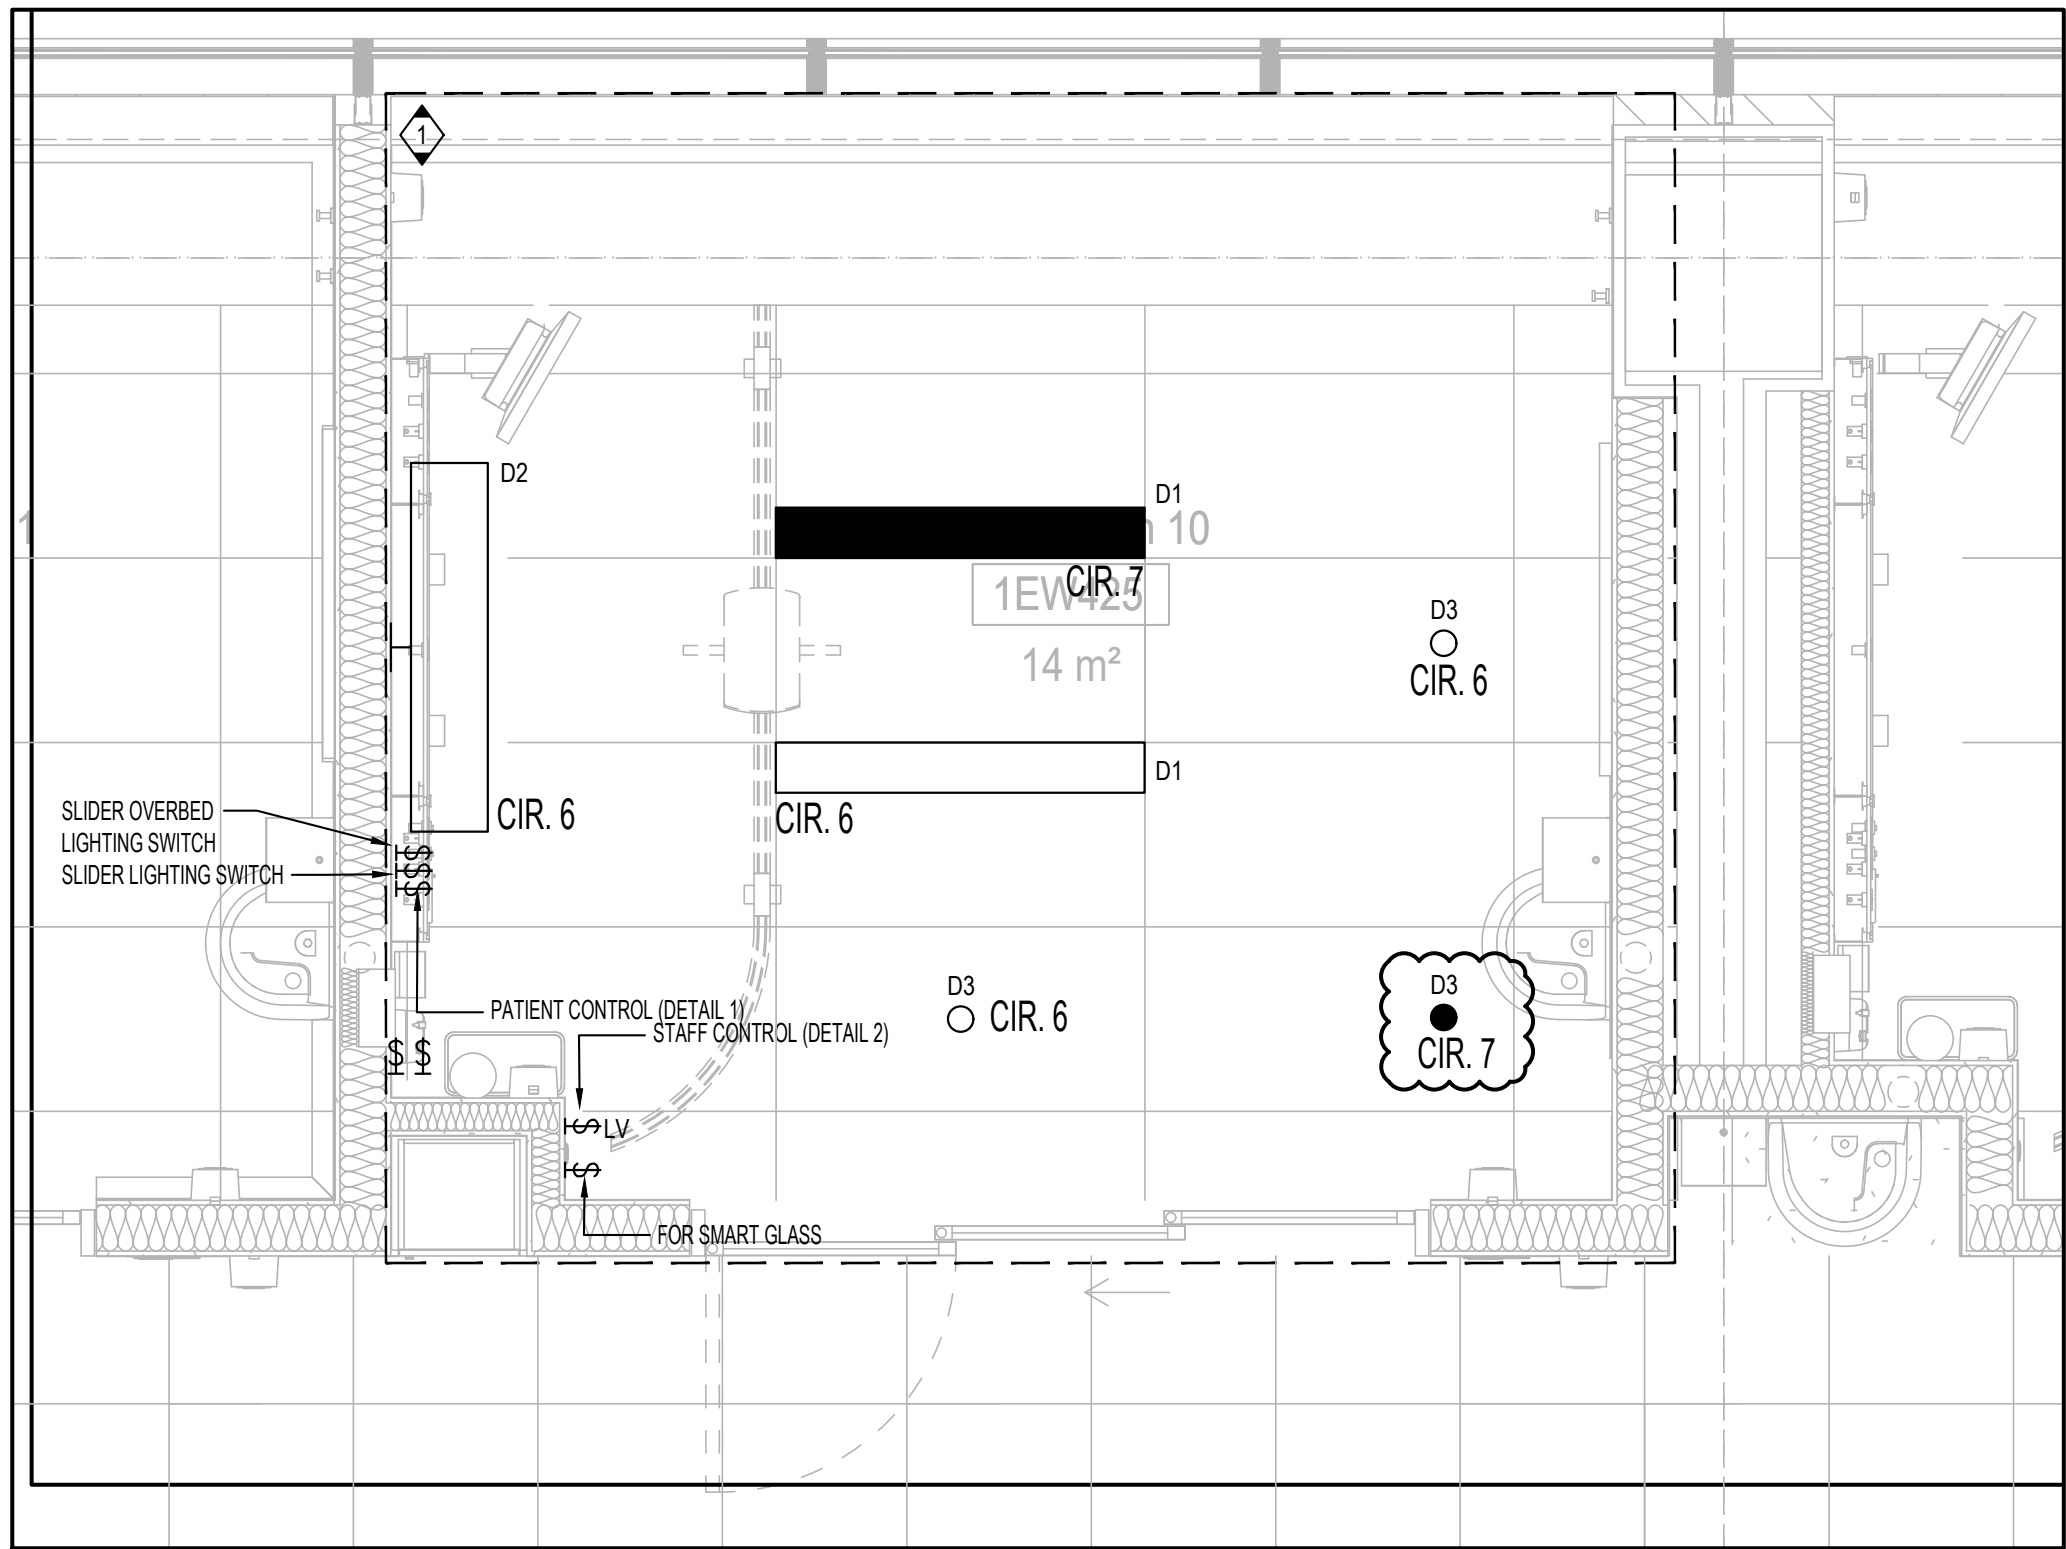 1
D2
D1
10
1
CIR. 7
1EW425
D3
14 m²
CIR. 6
D1
SLIDER OVERBED
LIGHTING SWITCH
SLIDER LIGHTING SWITCH
CIR. 6
CIR. 6
$$$
$$
D3
CIR. 6
D3
CIR. 7
PATIENT CONTROL (DETAIL 1)
STAFF CONTROL (DETAIL 2)
$ $
$ LV
$
FOR SMART GLASS